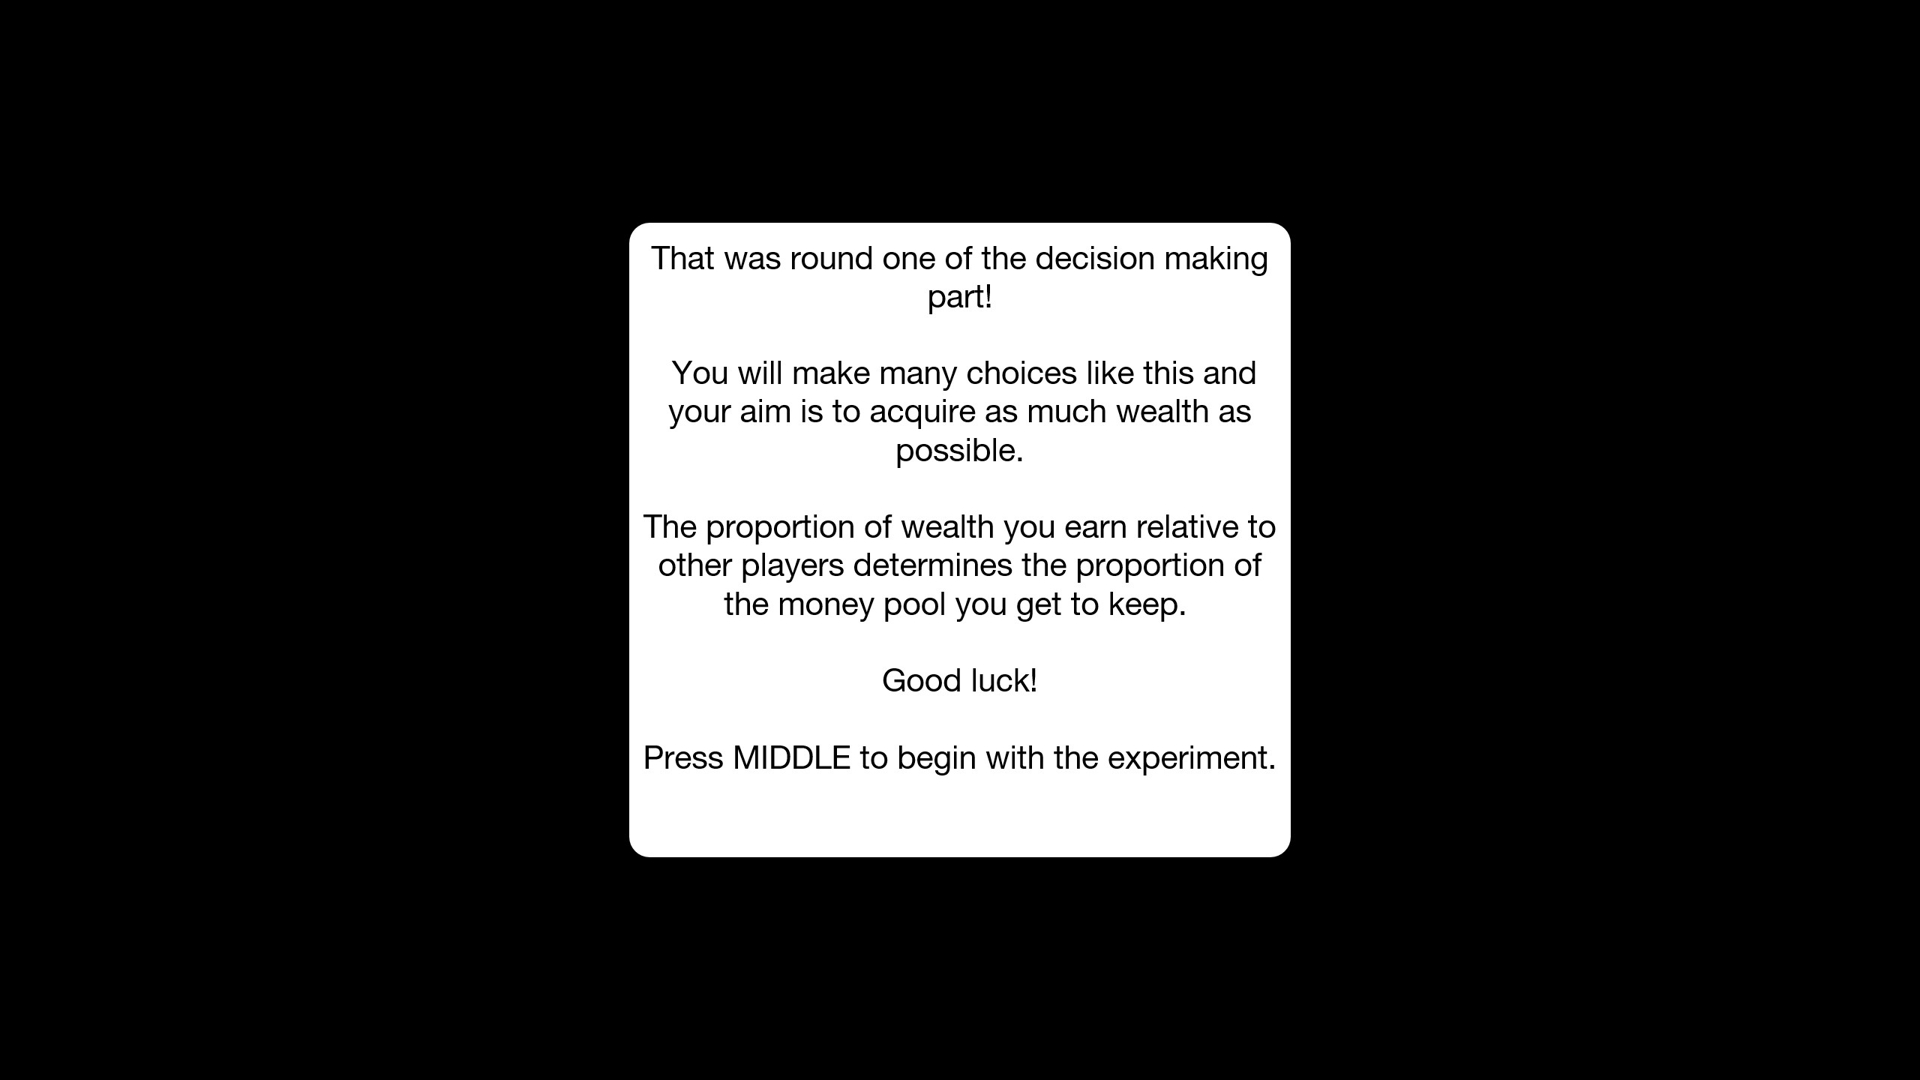 That was round one of the decision making
part!
You will make many choices like this and
your aim is to acquire as much wealth as
possible.
The proportion of wealth you earn relative to
other players determines the proportion of
the money pool you get to keep.
Good luck!
Press MIDDLE to begin with the experiment.